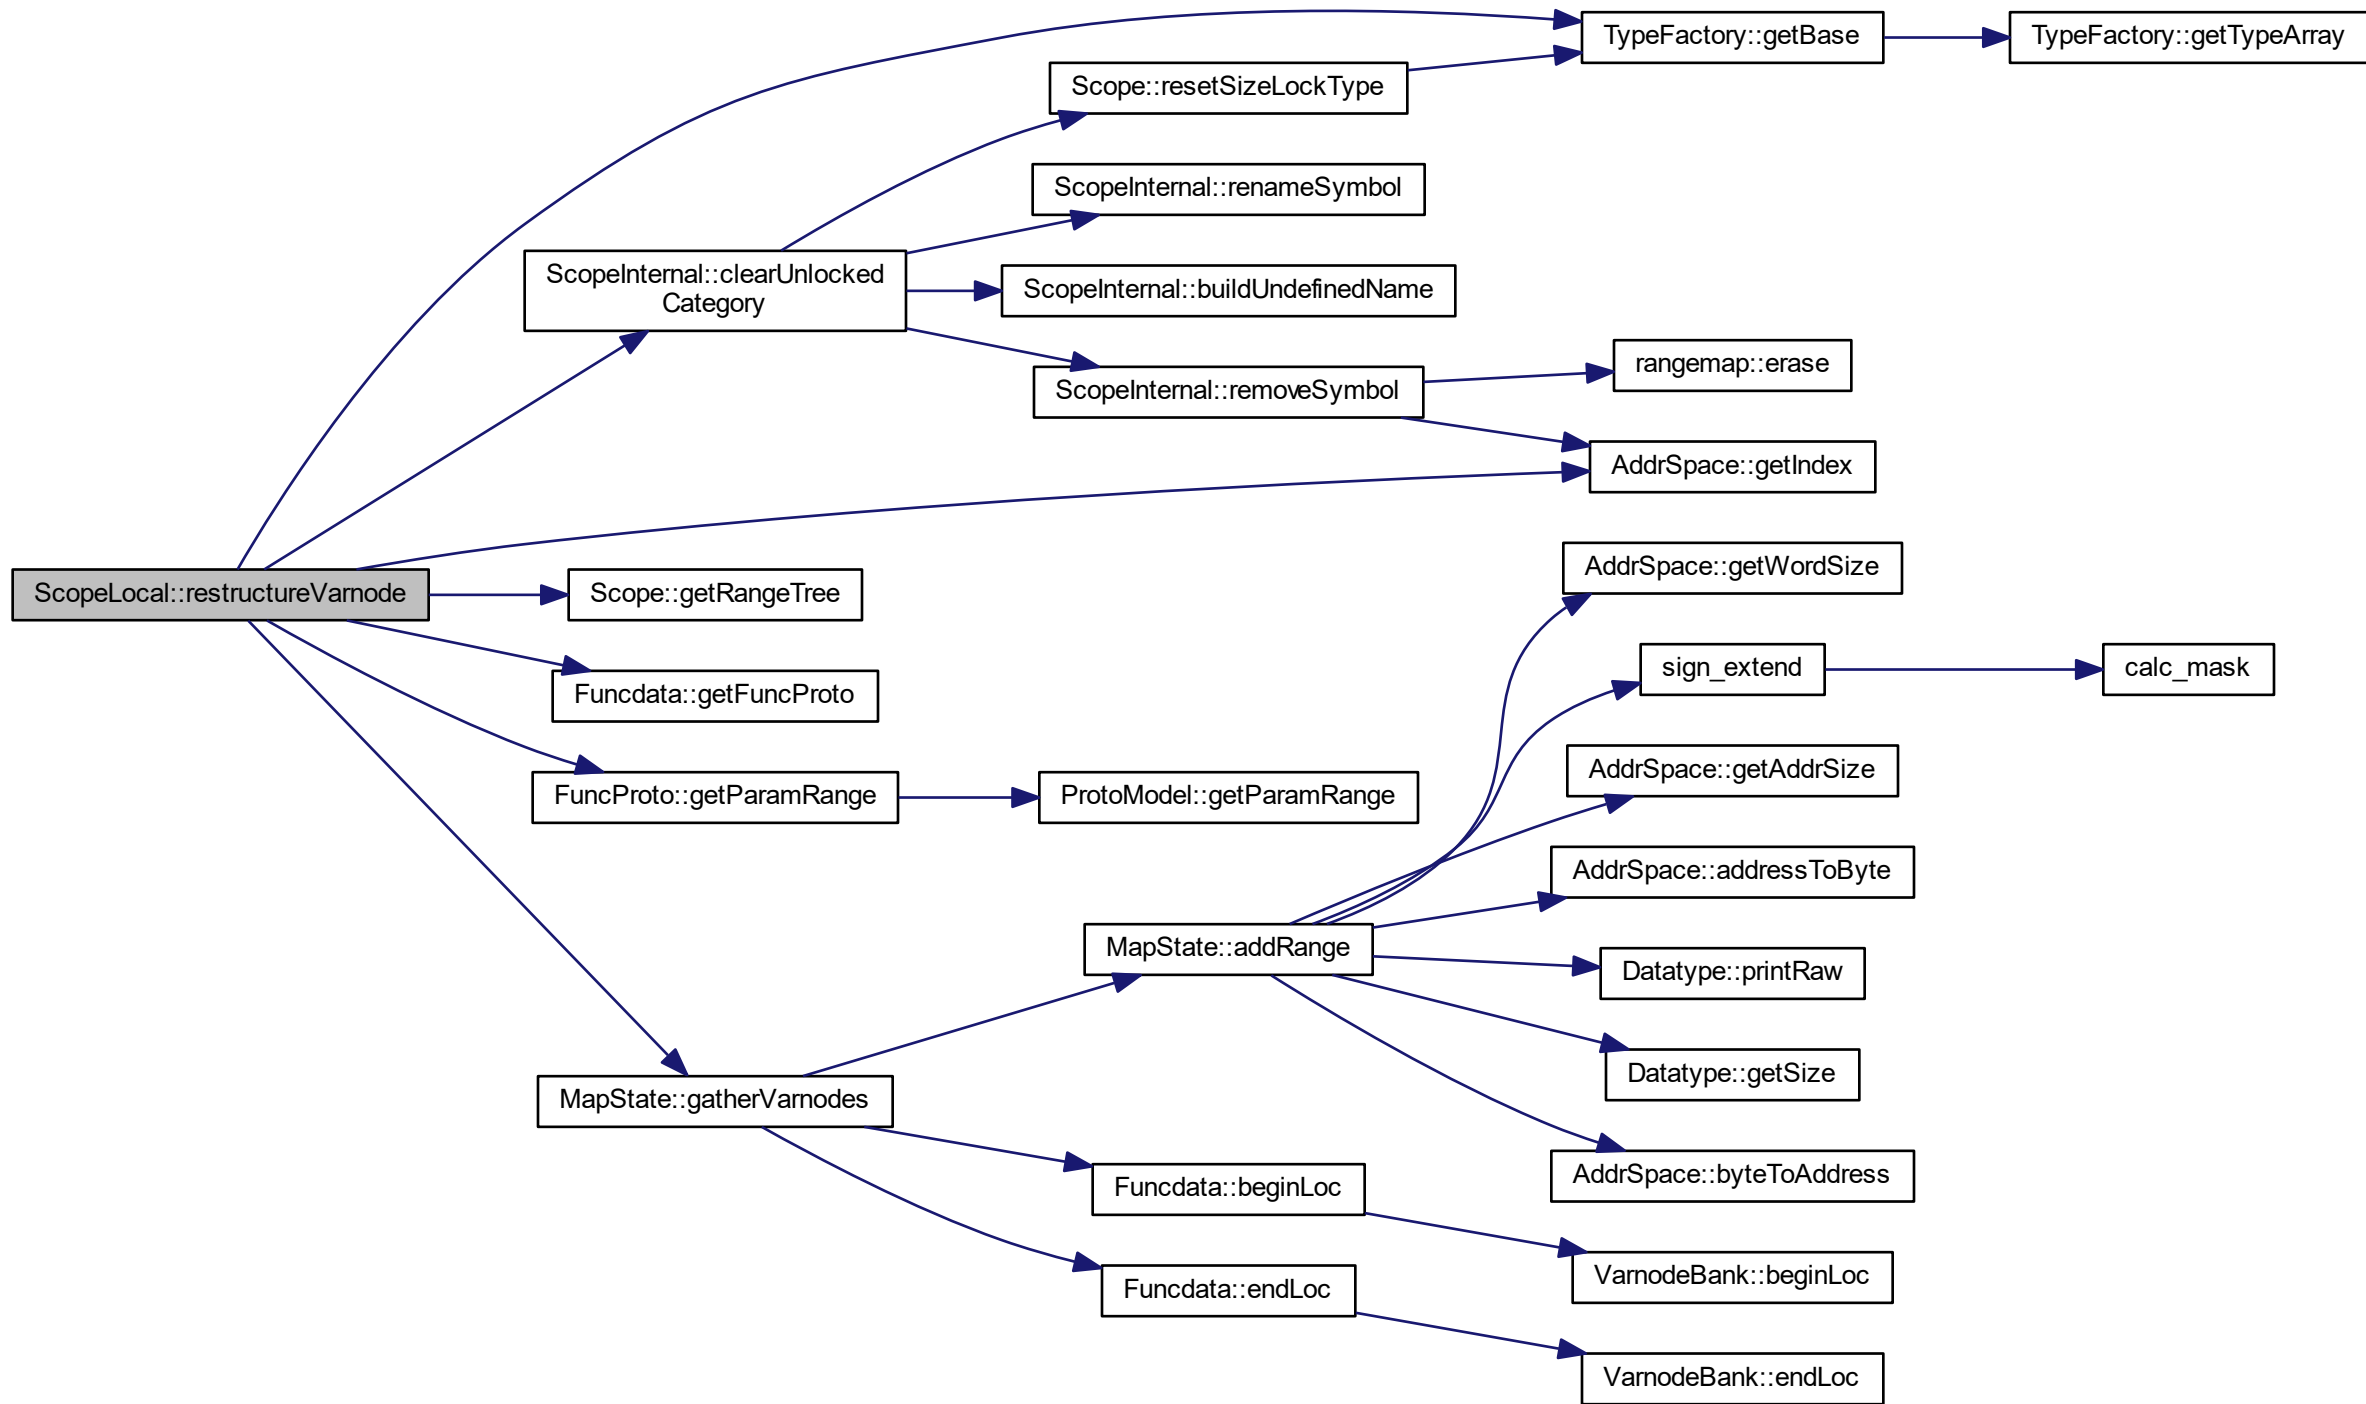 TypeFactory::getBase
TypeFactory::getTypeArray
Scope::resetSizeLockType
ScopeInternal::renameSymbol
ScopeInternal::clearUnlocked
Category
ScopeInternal::buildUndefinedName
rangemap::erase
ScopeInternal::removeSymbol
AddrSpace::getIndex
AddrSpace::getWordSize
ScopeLocal::restructureVarnode
Scope::getRangeTree
sign_extend
calc_mask
Funcdata::getFuncProto
AddrSpace::getAddrSize
FuncProto::getParamRange
ProtoModel::getParamRange
AddrSpace::addressToByte
MapState::addRange
Datatype::printRaw
Datatype::getSize
MapState::gatherVarnodes
AddrSpace::byteToAddress
Funcdata::beginLoc
VarnodeBank::beginLoc
Funcdata::endLoc
VarnodeBank::endLoc